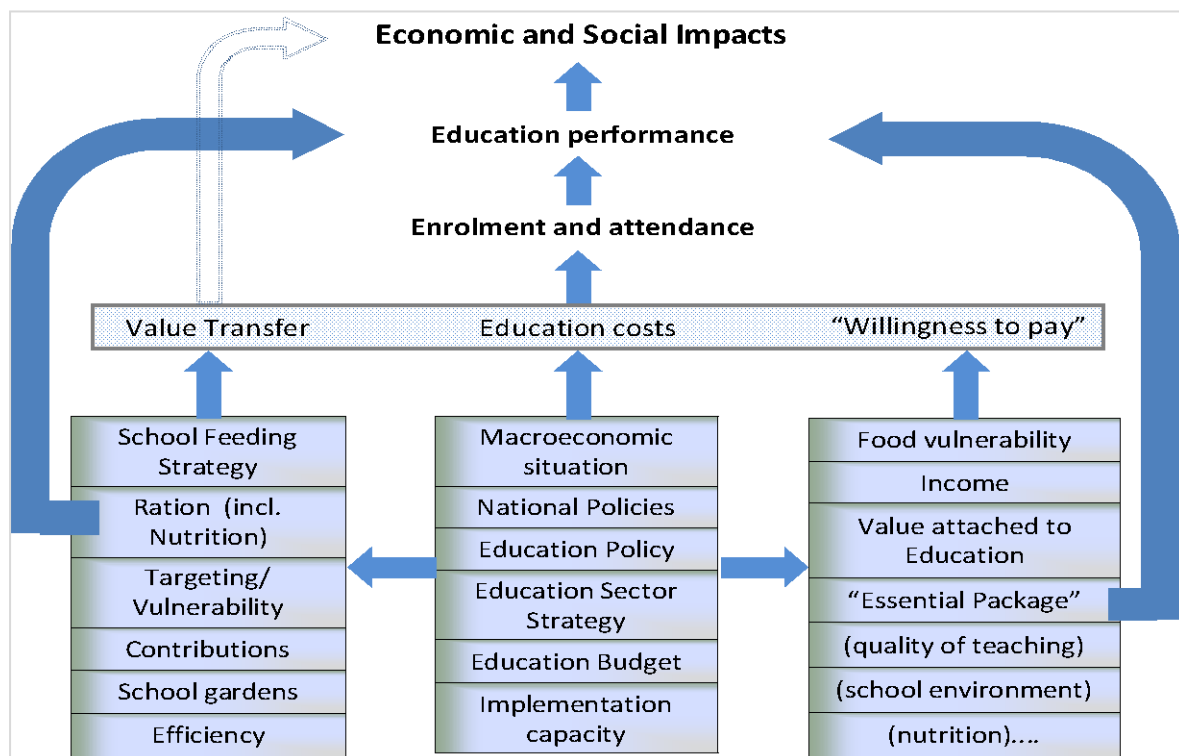 Economic and Social Impacts
Education performance
Enrolment and attendance
Value Transfer
Education costs
“Willingness to pay”
School Feeding
Strategy
Ration (incl.
Nutrition)
Targeting/
Vulnerability
Contributions
School gardens
Efficiency
Macroeconomic
situation
National Policies
Education Policy
Education Sector
Strategy
Education Budget
Implementation
capacity
Food vulnerability
Income
Value attached to
Education
“Essential Package”
(quality of teaching)
(school environment)
(nutrition)....